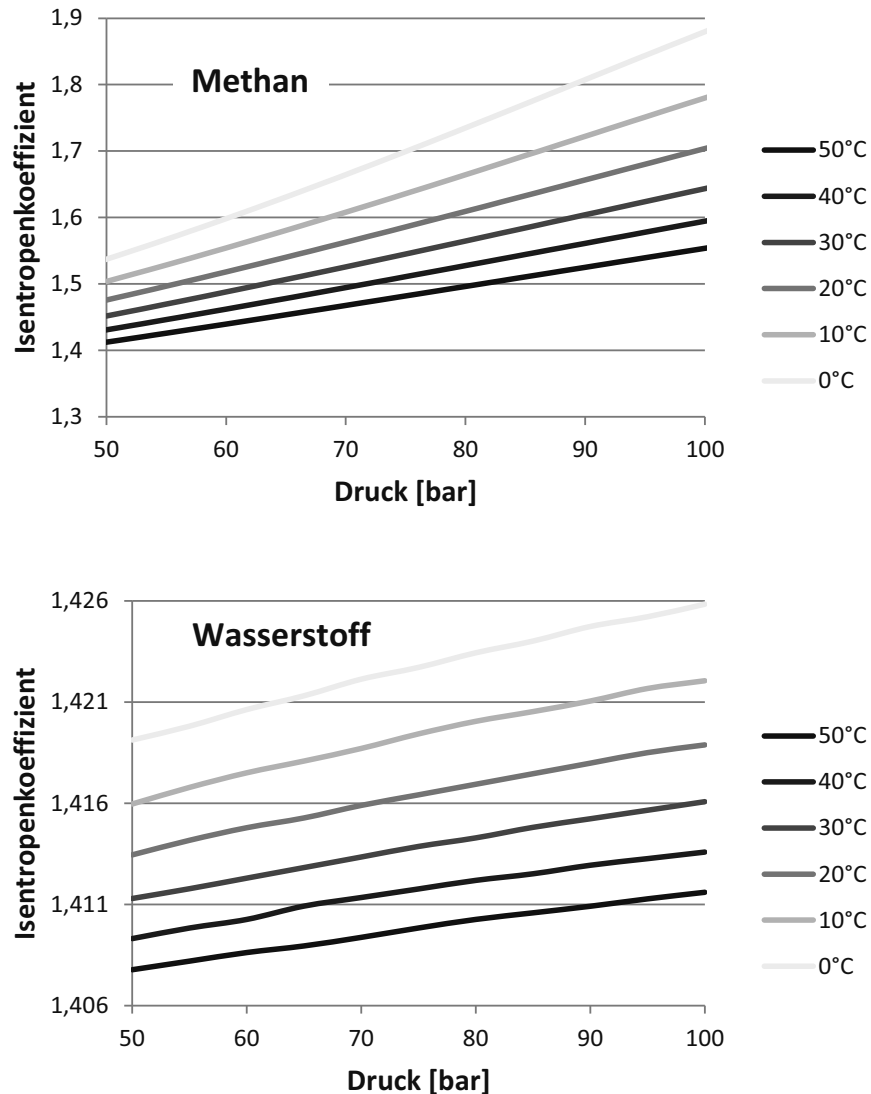 Methan
Isentropenkoeffizient
1,9
1,8
1,7
1,6
1,5
1,4
1,3
50 60 70 80 90 100
Druck [bar]
50°C
40°C
30°C
20°C
10°C
0°C
Wasserstoff
Isentropenkoeffizient
1,426
1,421
1,416
1,411
1,406
50 60 70 80 90 100
Druck [bar]
50°C
40°C
30°C
20°C
10°C
0°C